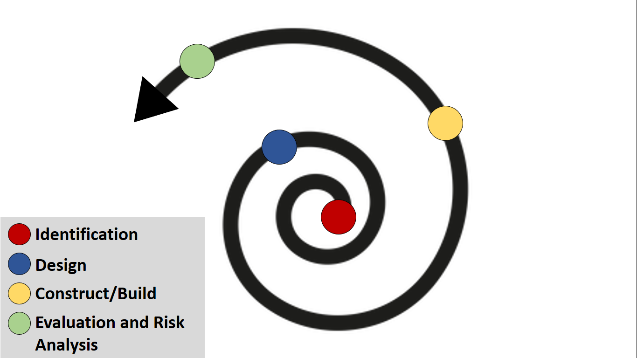 Identification
Design
Construct/Build
Evaluation and Risk
Analysis